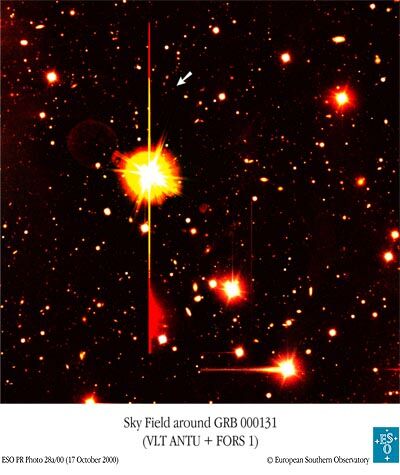 Sky Field around GRB 000131
(VLT ANTU + FORS 1)
ESO PR Photo 28a/00 (17 October 2000)
© European Southern Observatory
ES
O